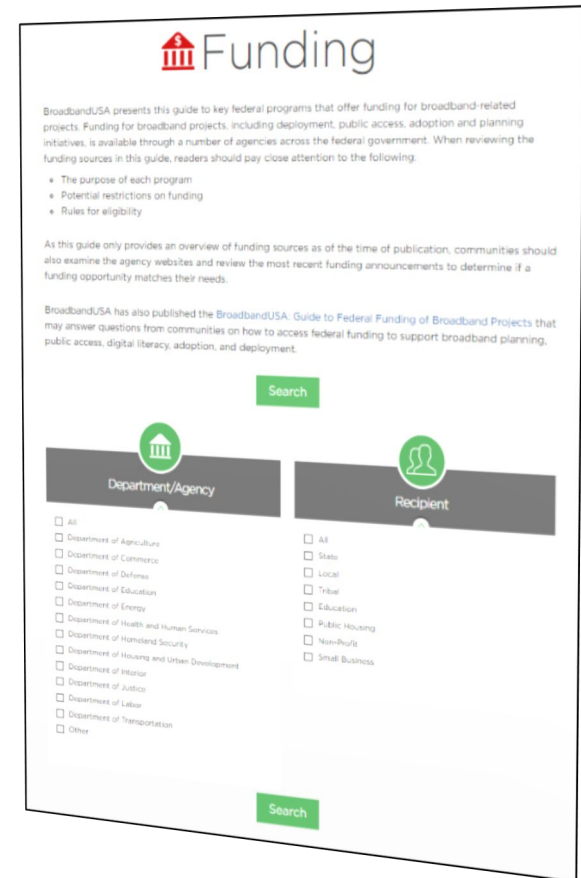 $
Funding
BroadbandUSA presents this guide to key federal programs that offer funding for broadband-related
projects. Funding for broadband projects, including deployment, public access, adoption and planning
initiatives, is available through a number of agencies across the federal government. When reviewing the
funding sources in this guide, readers should pay close attention to the following:
The purpose of each program
Potential restrictions on funding
Rules for eligibility
As this guide only provides an overview of funding sources as of the time of publication, communities should
also examine the agency websites and review the most recent funding announcements to determine if a
funding opportunity matches their needs.
BroadbandUSA has also published the BroadbandUSA: Guide to Federal Funding of Broadband Projects that
may answer questions from communities on how to access federal funding to support broadband planning,
public access, digital literacy, adoption, and deployment.
Search
Department/Agency
All
Department of Agriculture
Department of Commerce
Department of Defense
Department of Education
Department of Energy
Department of Health and Human Services
Department of Homeland Security
Department of Housing and Urban Development
Department of Interior
Department of Justice
Department of Labor
Department of Transportation
Other
Recipient
All
State
Local
Tribal
Education
Public Housing
Non-Profit
Small Business
Search